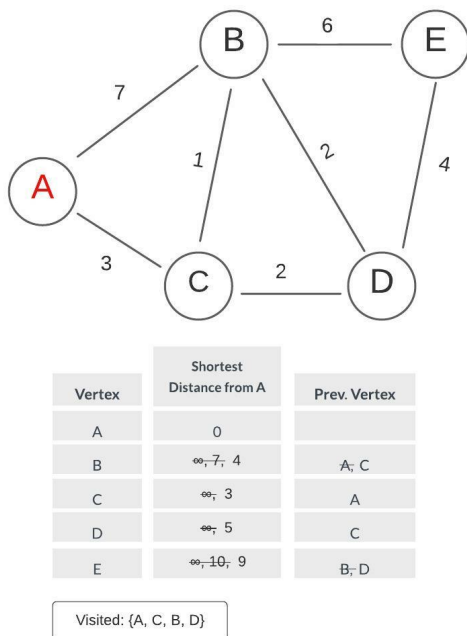 B
6
E
7
A
1
2
4
3
C
2
D
Vertex Shortest Distance from A Prev. Vertex
A 0
B ∞, 7, 4 A, C
C ∞, 3 A
D ∞, 5 C
E ∞, 10, 9 B, D
Visited: {A, C, B, D}